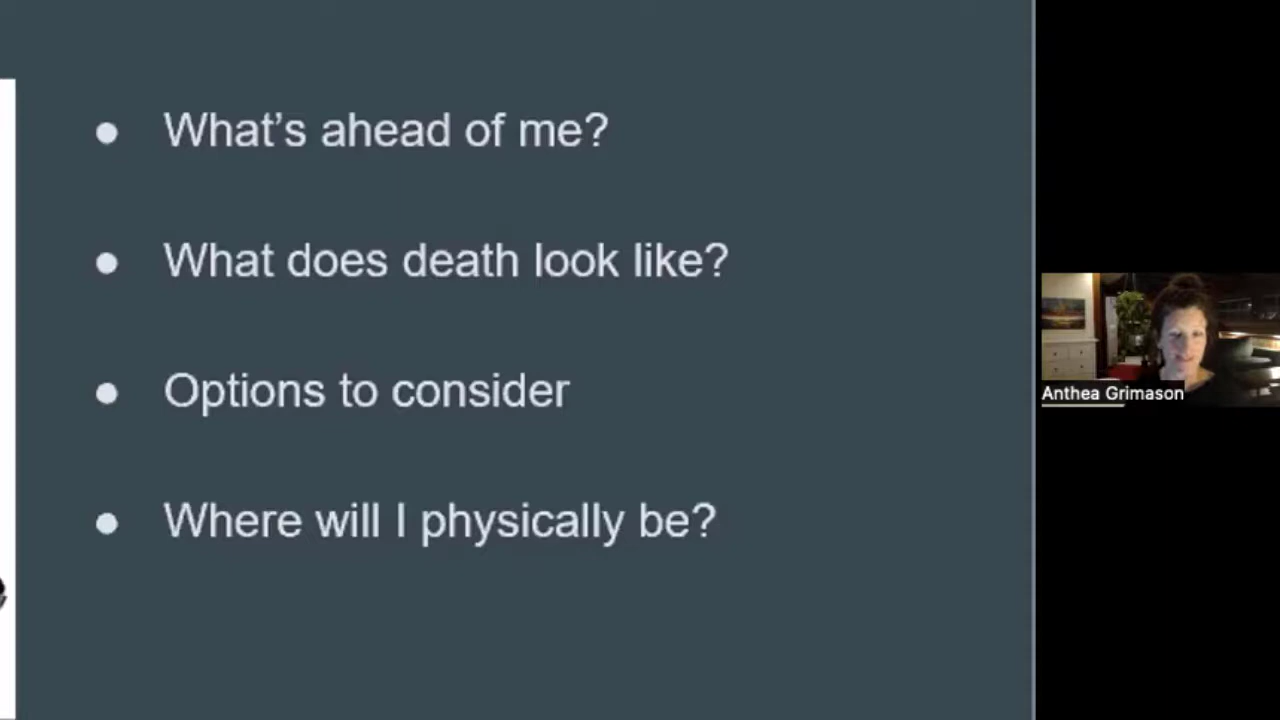 What's ahead of me?
What does death look like?
Options to consider
Where will I physically be?
Anthea Grimason